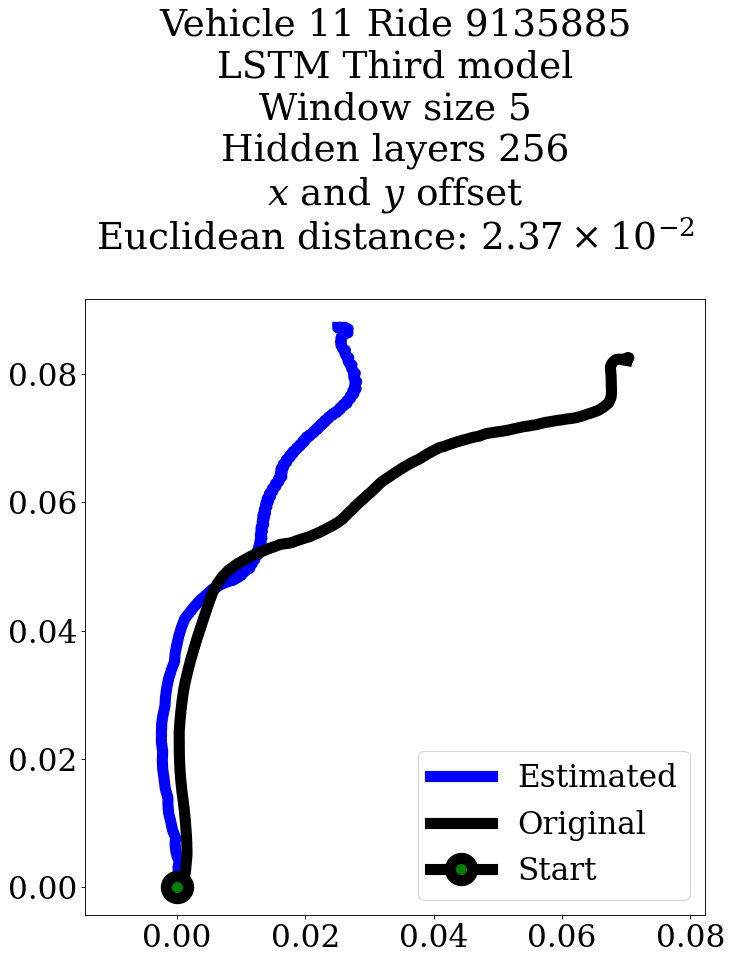 Vehicle 11 Ride 9135885
LSTM Third model
Window size 5
Hidden layers 256
x and y offset
Euclidean distance: 2.37 × 10⁻²
0.08
0.06
0.04
0.02
0.00
Estimated
Original
Start
0.00 0.02 0.04 0.06 0.08